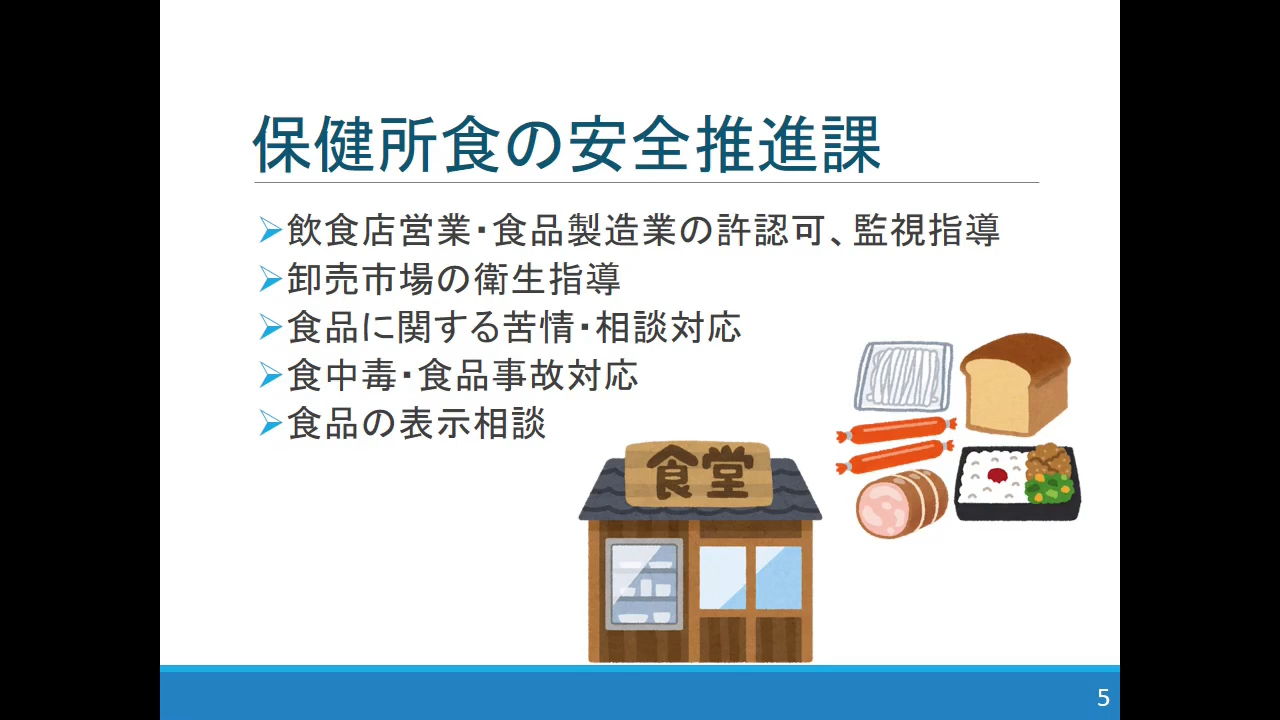 保健所食の安全推進課
➢飲食店営業・食品製造業の許認可、監視指導
➢卸売市場の衛生指導
➢食品に関する苦情・相談対応
➢食中毒・食品事故対応
➢食品の表示相談
食堂
5